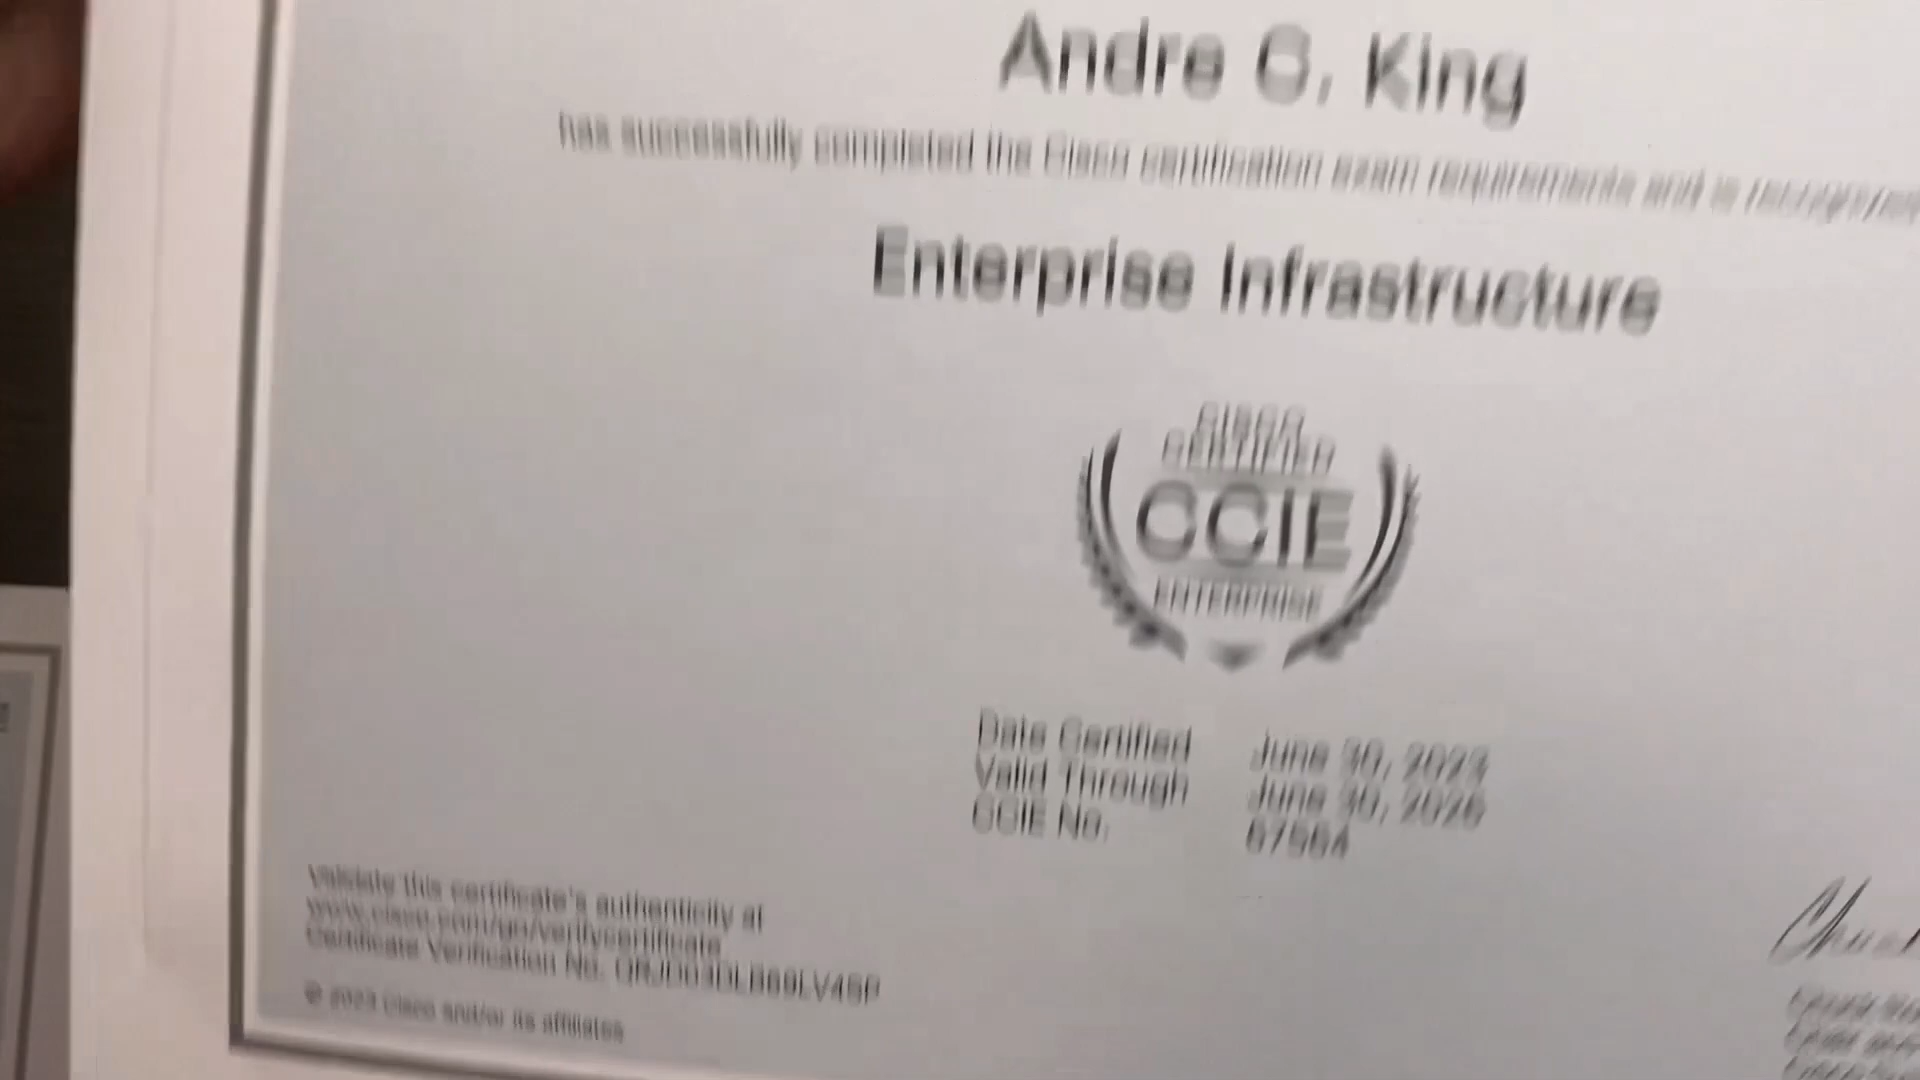 Andre G. King
has successfully completed the Cisco certification exam requirements and is
Enterprise Infrastructure
CISCO
CERTIFIED
CCIE
ENTERPRISE
Date Certified June 30, 2023
Valid Through June 30, 2026
CCIE No.
Validate this certificate's authenticity at
www.cisco.com/go/verifycertificate
Certificate Verification No.
© 2023 Cisco and/or its affiliates